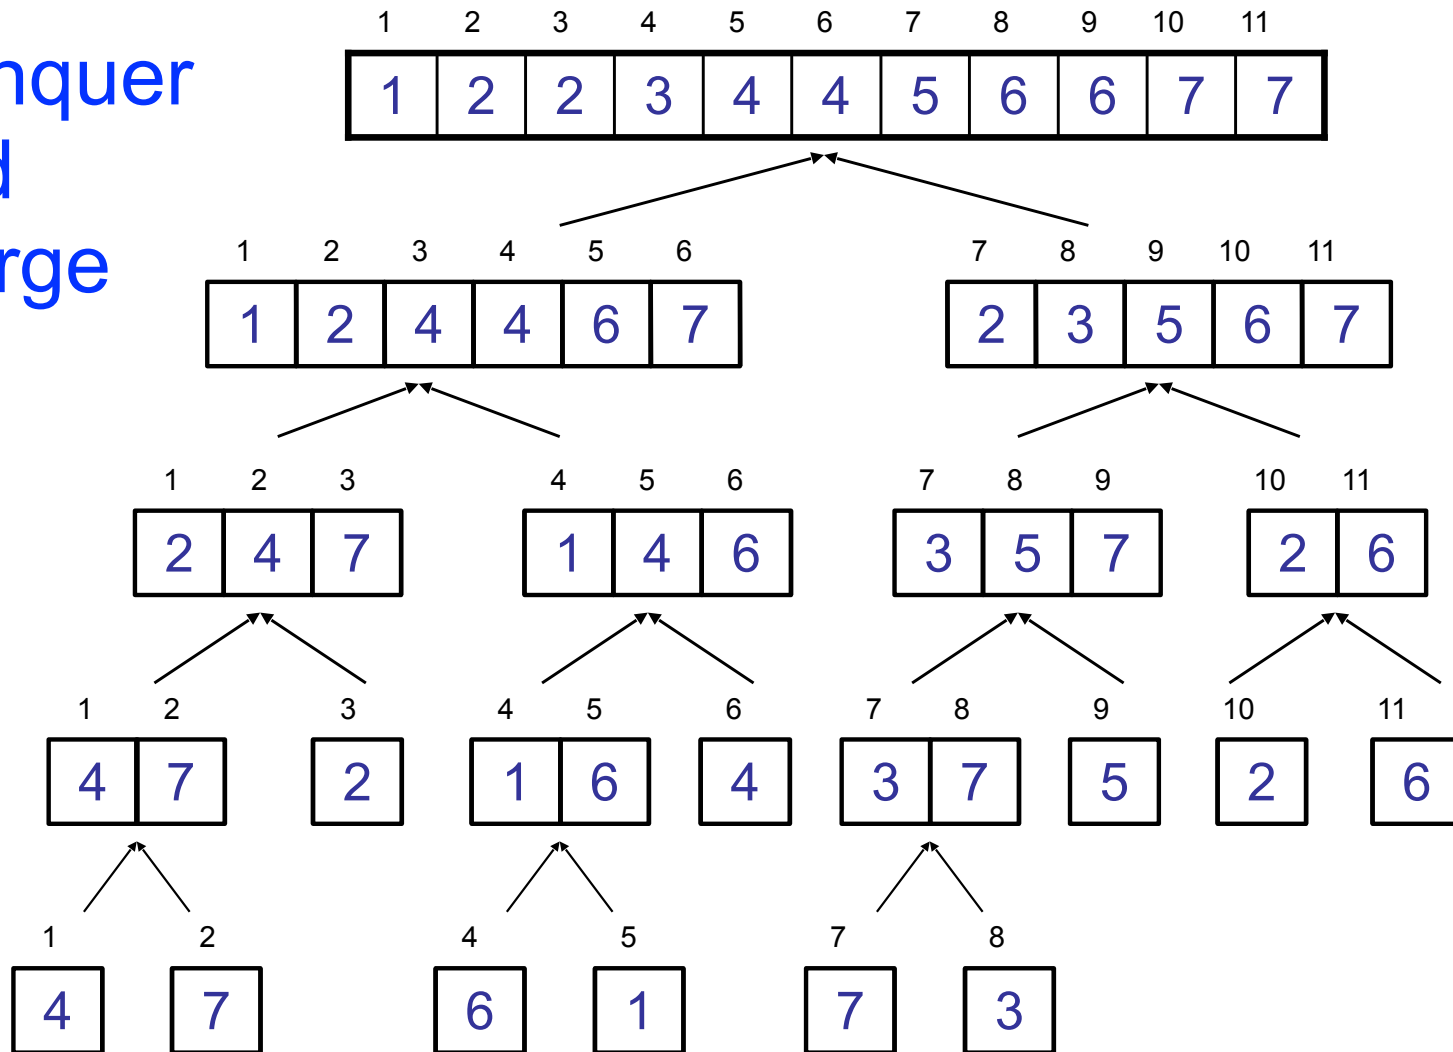 nquer
d
rge
1 2 3 4 5 6 7 8 9 10 11
1 2 2 3 4 4 5 6 6 7 7
1 2 3 4 5 6 7 8 9 10 11
1 2 4 4 6 7 2 3 5 6 7
1 2 3 4 5 6 7 8 9 10 11
2 4 7 1 4 6 3 5 7 2 6
1 2 3 4 5 6 7 8 9 10 11
4 7 2 1 6 4 3 7 5 2 6
1 2 4 5 7 8
4 7 6 1 7 3